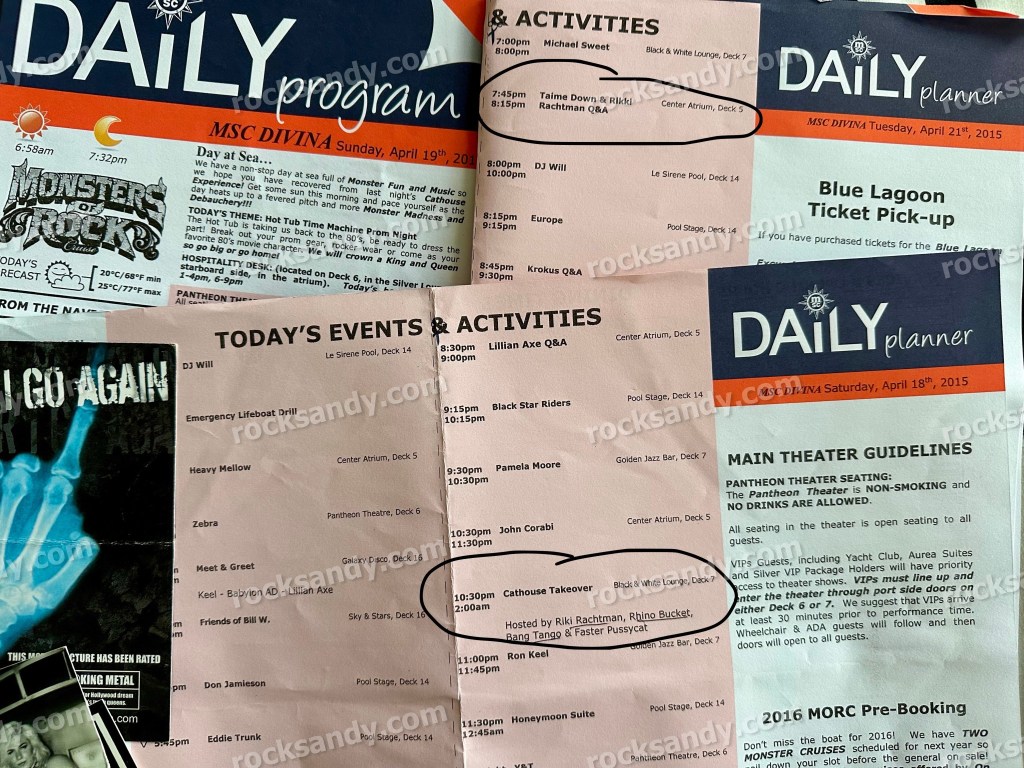 DAiLY
program
MSC DIVINA Sunday, April 19th, 201
6:58am
7:32pm
MONSTERS
OF
ROCK
Cruise
Day at Sea…
We have a non-stop day at sea full of Monster Fun and Music so
we hope you have recovered from last night's Cathouse
Experience! Get some sun this morning and pace yourself as the
day heats up to a fevered pitch and more Monster Madness and
Debauchery!!!
TODAY'S THEME: Hot Tub Time Machine Prom Night
The Hot Tub is taking us back to the 80's, be ready to dress the
part! Break out your prom gear, rocker wear or come as your
favorite 80's movie character. We will crown a King and Queen
so go big or go home!
HOSPITALITY DESK: (located on Deck 6, in the Silver
starboard side, in the atrium).
1-4pm, 6-9pm
PANTHEON
TODAY'S
RECAST
20°C/68°F min
25°C/77°F max
ROM THE
& ACTIVITIES
7:00pm Michael Sweet Black & White Lounge, Deck 7
8:00pm
7:45pm Taime Down & Rikki Center Atrium, Deck 5
8:15pm Rachtman Q&A
8:00pm DJ Will Le Sirene Pool, Deck 14
10:00pm
8:15pm Europe Pool Stage, Deck 14
9:15pm
8:45pm Krokus Q&A
9:30pm
DAiLY
planner
MSC DIVINA Tuesday, April 21st, 2015
Blue Lagoon
Ticket Pick-up
If you have purchased tickets for the Blue
TODAY'S EVENTS & ACTIVITIES
DJ Will Le Sirene Pool, Deck 14
Emergency Lifeboat Drill
Heavy Mellow Center Atrium, Deck 5
Zebra Pantheon Theatre, Deck 6
Meet & Greet Galaxy Disco, Deck 16
Keel - Babylon AD - Lillian Axe
Friends of Bill W. Sky & Stars, Deck 16
Don Jamieson Pool Stage, Deck 14
5:45pm Eddie Trunk Pool Stage, Deck 14
8:30pm Lillian Axe Q&A Center Atrium, Deck 5
9:00pm
9:15pm Black Star Riders Pool Stage, Deck 14
10:15pm
9:30pm Pamela Moore Golden Jazz Bar, Deck 7
10:30pm
10:30pm John Corabi Center Atrium, Deck 5
11:30pm
10:30pm Cathouse Takeover Black & White Lounge, Deck 7
2:00am
Hosted by Riki Rachtman, Rhino Bucket,
Bang Tango & Faster Pussycat
11:00pm Ron Keel Golden Jazz Bar, Deck 7
11:45pm
11:30pm Honeymoon Suite Pool Stage, Deck 14
12:45am
Y&T Pantheon Theatre, Deck 6
msc
DAiLY
planner
MSC DIVINA Saturday, April 18th, 2015
MAIN THEATER GUIDELINES
PANTHEON THEATER SEATING:
The Pantheon Theater is NON-SMOKING and
NO DRINKS ARE ALLOWED.
All seating in the theater is open seating to all
guests.
VIPs Guests, including Yacht Club, Aurea Suites
and Silver VIP Package Holders will have priority
access to theater shows. VIPs must line up and
enter the theater through port side doors on
either Deck 6 or 7. We suggest that VIPs arrive
at least 30 minutes prior to performance time.
Wheelchair & ADA guests will follow and then
doors will open to all guests.
2016 MORC Pre-Booking
Don't miss the boat for 2016! We have TWO
MONSTER CRUISES scheduled for next year so
down your slot before the general on sale!
I GO AGAIN
CTURE HAS BEEN RATED
KING METAL
or Hollywood dream
queens.
.com
rocksandy.com